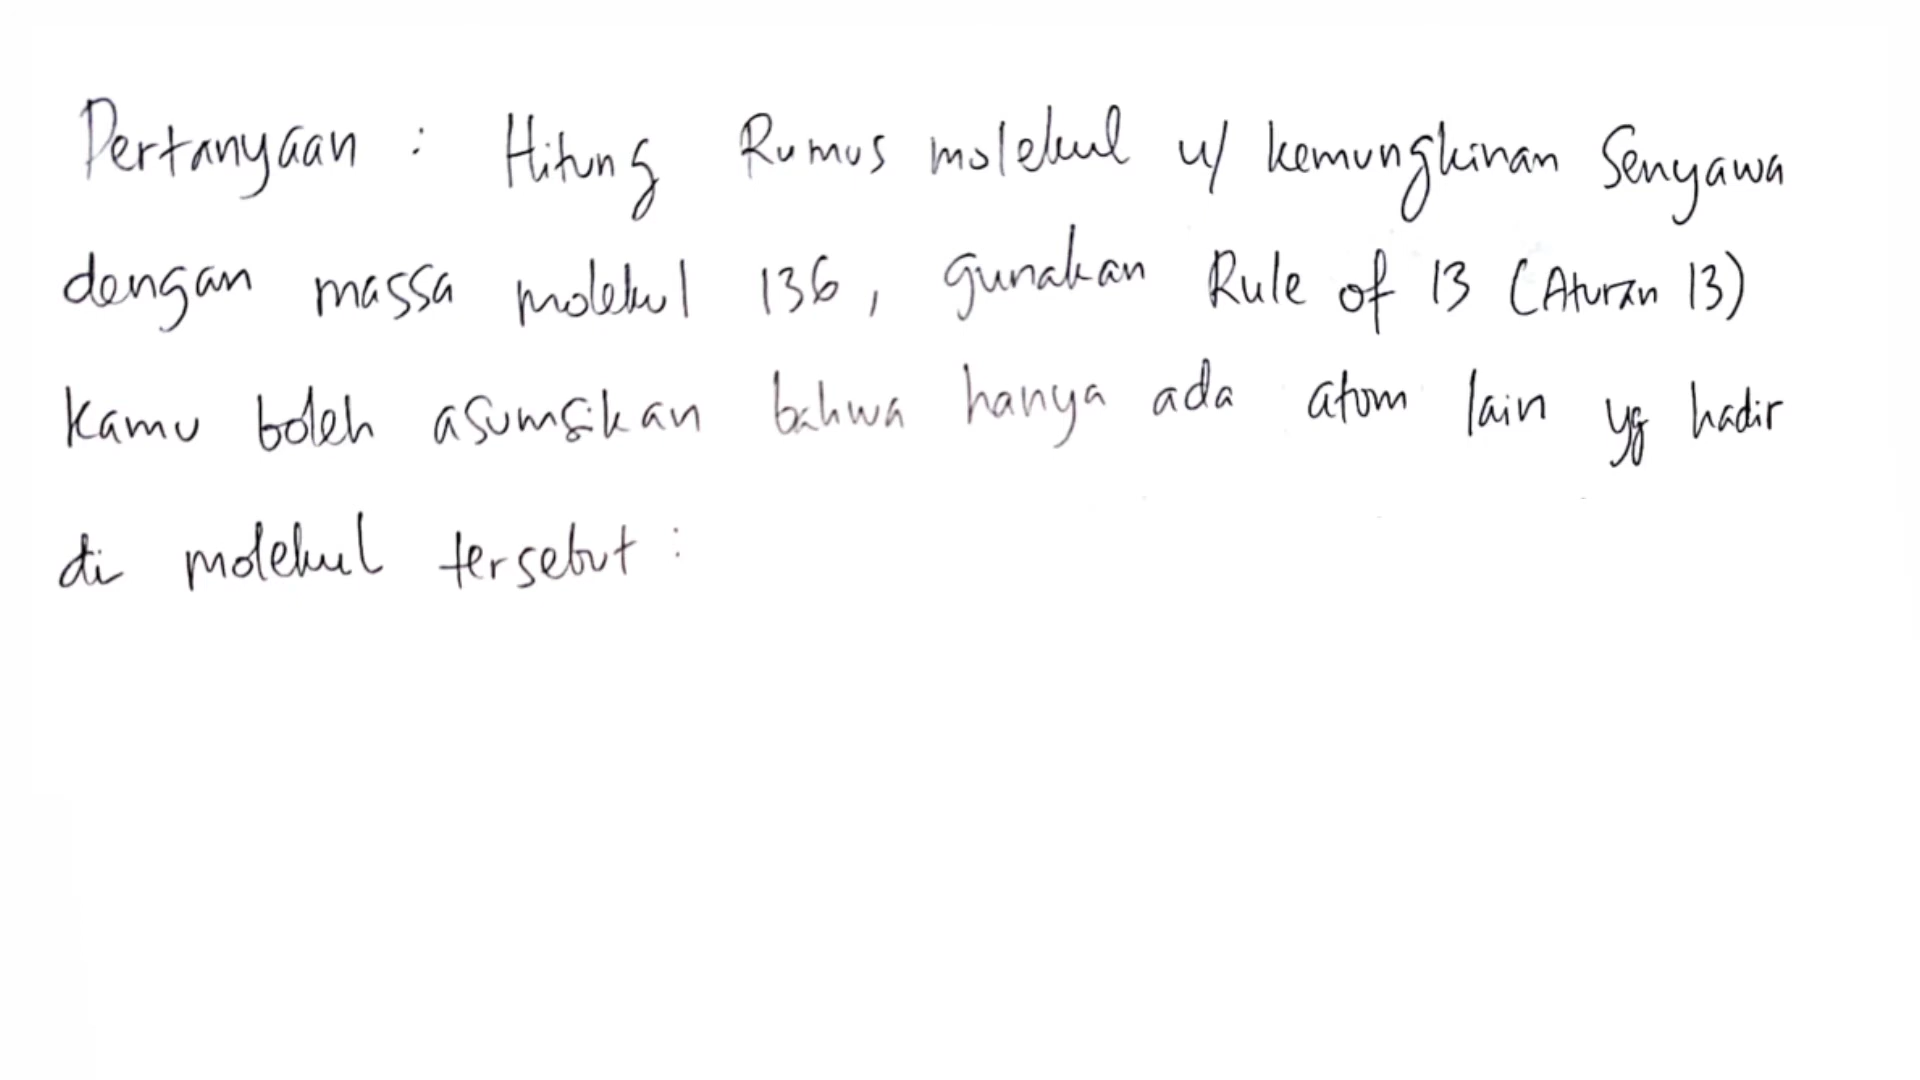 Pertanyaan : Hitung Rumus molekul u/ kemungkinan Senyawa
dengan massa molekul 136, gunakan Rule of 13 (Aturan 13)
Kamu boleh asumsikan bahwa hanya ada atom lain yg hadir
di molekul tersebut :